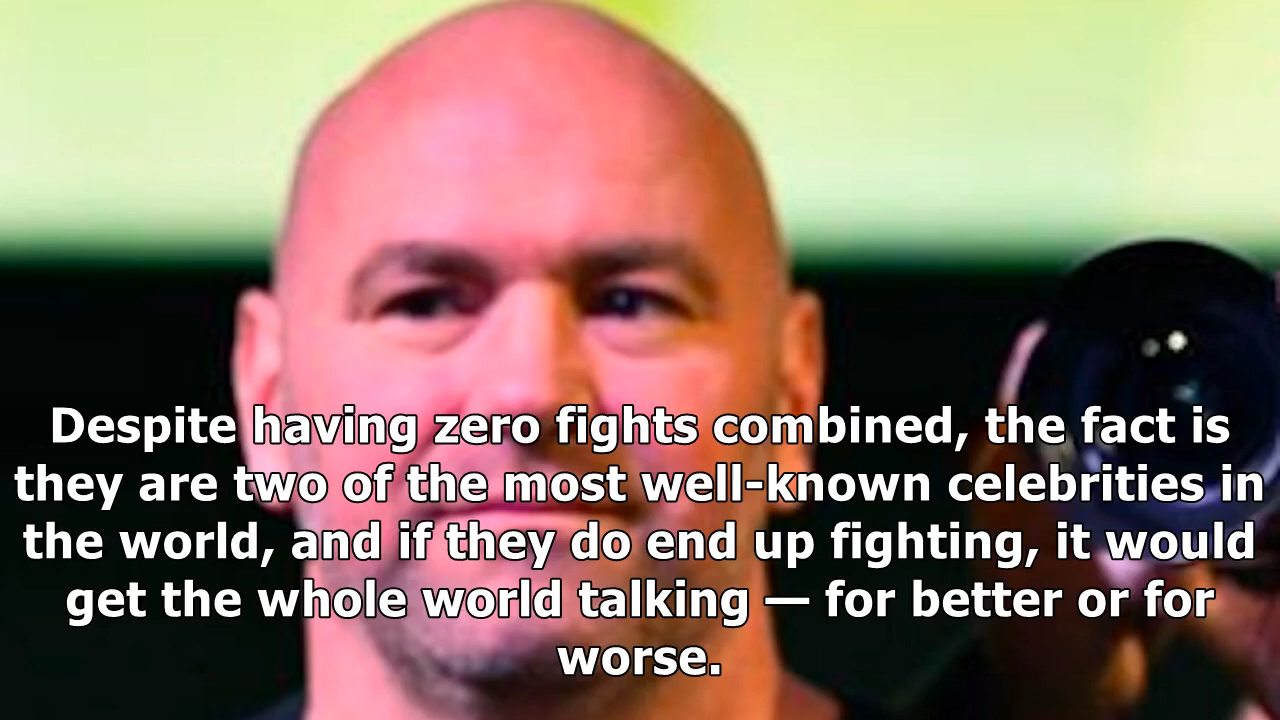 Despite having zero fights combined, the fact is
they are two of the most well-known celebrities in
the world, and if they do end up fighting, it would
get the whole world talking — for better or for
worse.